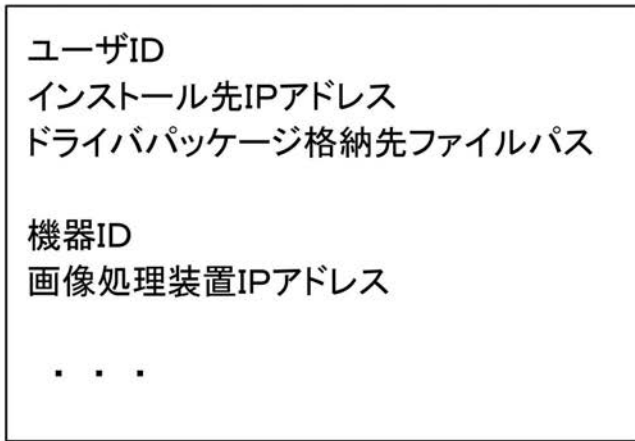 ユーザID
インストール先IPアドレス
ドライバパッケージ格納先ファイルパス
機器ID
画像処理装置IPアドレス
・・・